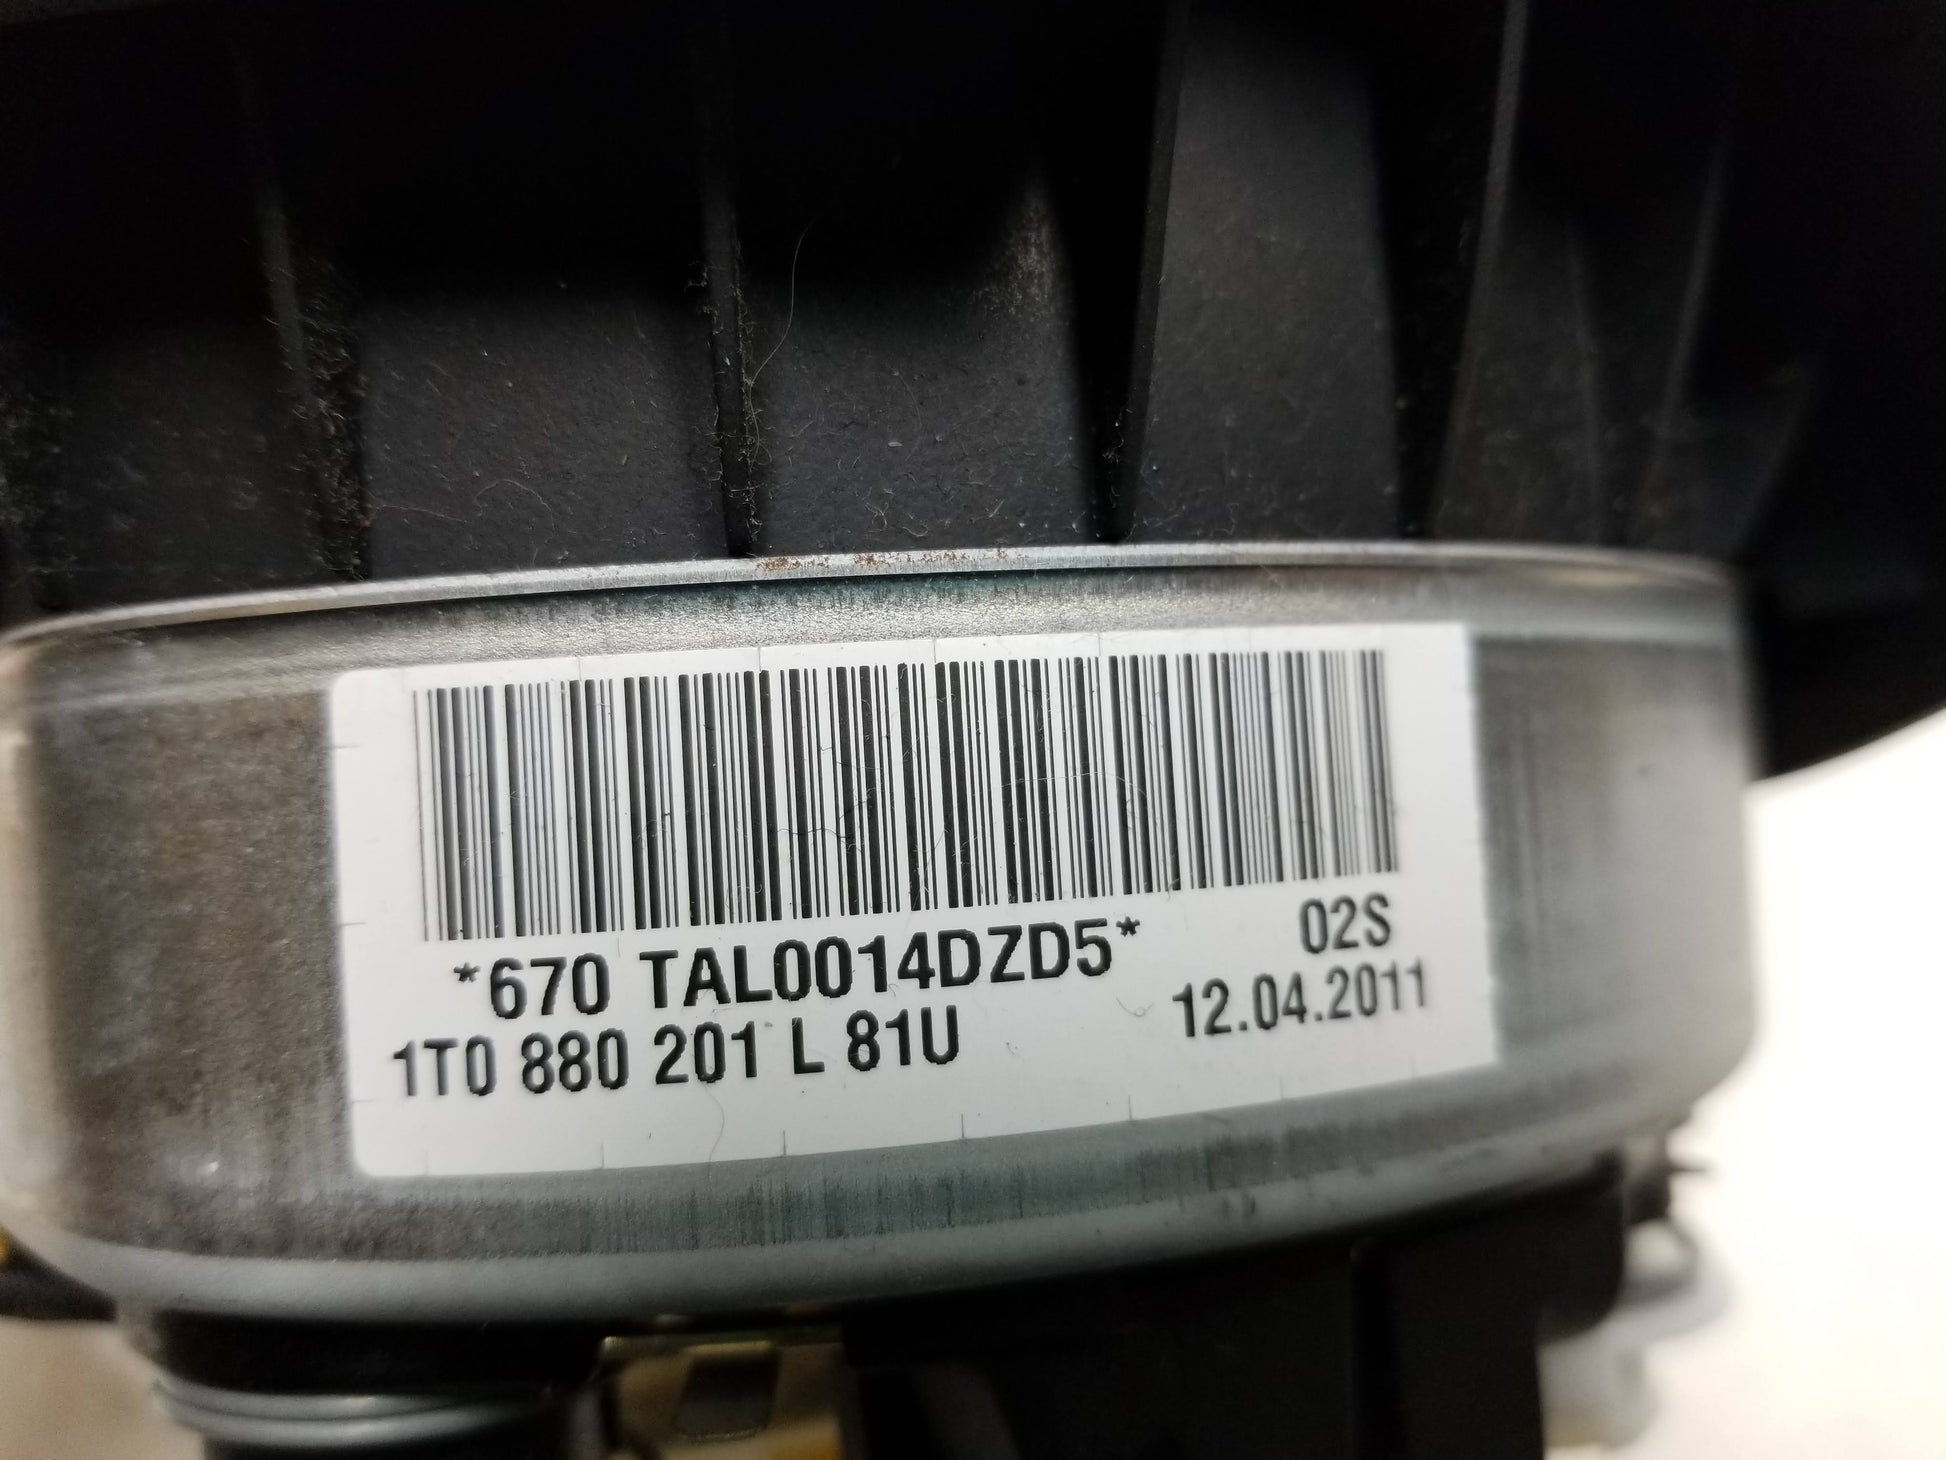 *670 TAL0014DZD5* 02S
1T0 880 201 L 81U 12.04.2011